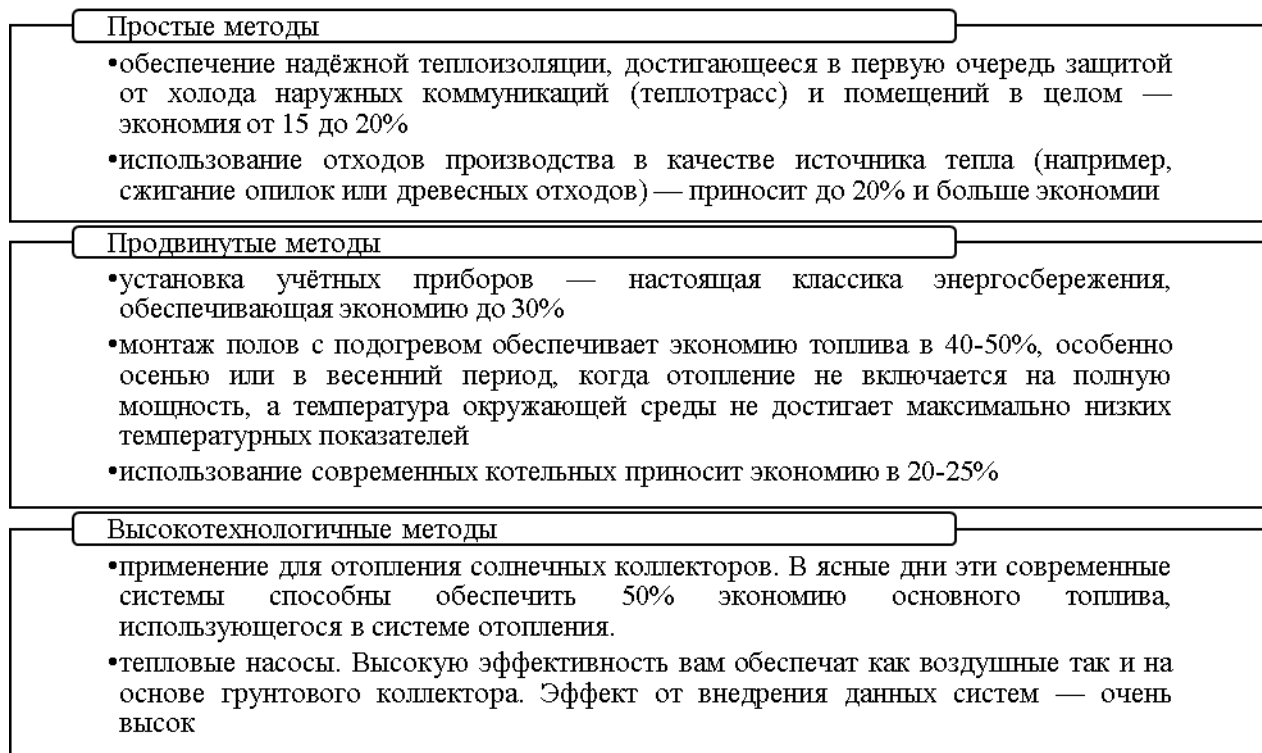 Простые методы
•обеспечение надёжной теплоизоляции, достигающееся в первую очередь защитой
от холода наружных коммуникаций (теплотрасс) и помещений в целом —
экономия от 15 до 20%
•использование отходов производства в качестве источника тепла (например,
сжигание опилок или древесных отходов) — приносит до 20% и больше экономии
Продвинутые методы
•установка учётных приборов — настоящая классика энергосбережения,
обеспечивающая экономию до 30%
•монтаж полов с подогревом обеспечивает экономию топлива в 40-50%, особенно
осенью или в весенний период, когда отопление не включается на полную
мощность, а температура окружающей среды не достигает максимально низких
температурных показателей
•использование современных котельных приносит экономию в 20-25%
Высокотехнологичные методы
•применение для отопления солнечных коллекторов. В ясные дни эти современные
системы способны обеспечить 50% экономию основного топлива,
использующегося в системе отопления.
•тепловые насосы. Высокую эффективность вам обеспечат как воздушные так и на
основе грунтового коллектора. Эффект от внедрения данных систем — очень
высок